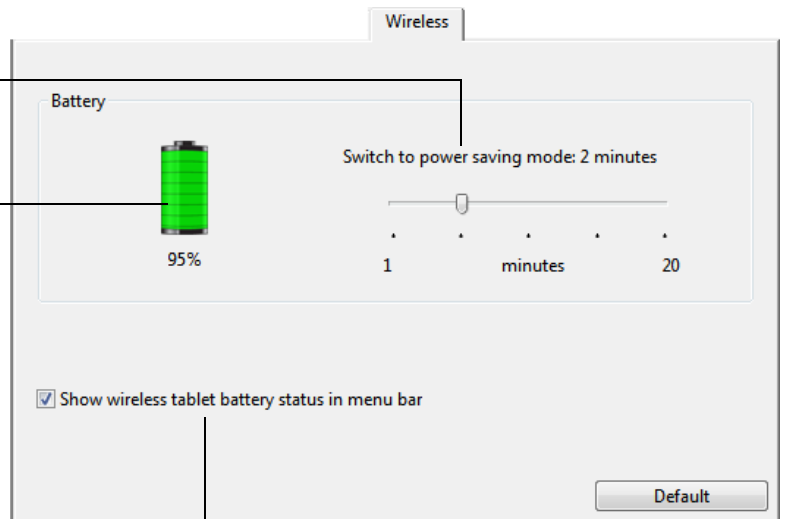 Wireless
Battery
Switch to power saving mode: 2 minutes
95%
1 minutes 20
Show wireless tablet battery status in menu bar
Default